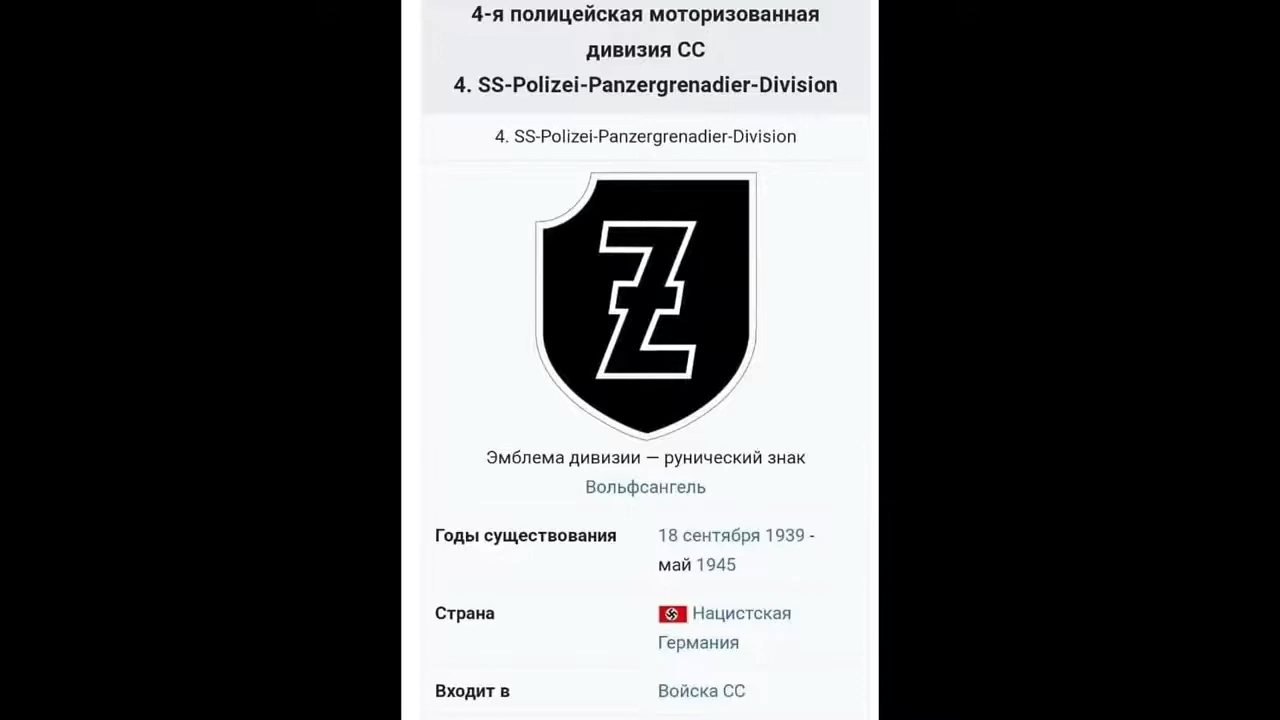 4-я полицейская моторизованная
дивизия СС
4. SS-Polizei-Panzergrenadier-Division
4. SS-Polizei-Panzergrenadier-Division
Эмблема дивизии — рунический знак
Вольфсангель
Годы существования 18 сентября 1939 -
май 1945
Страна Нацистская
Германия
Входит в Войска СС